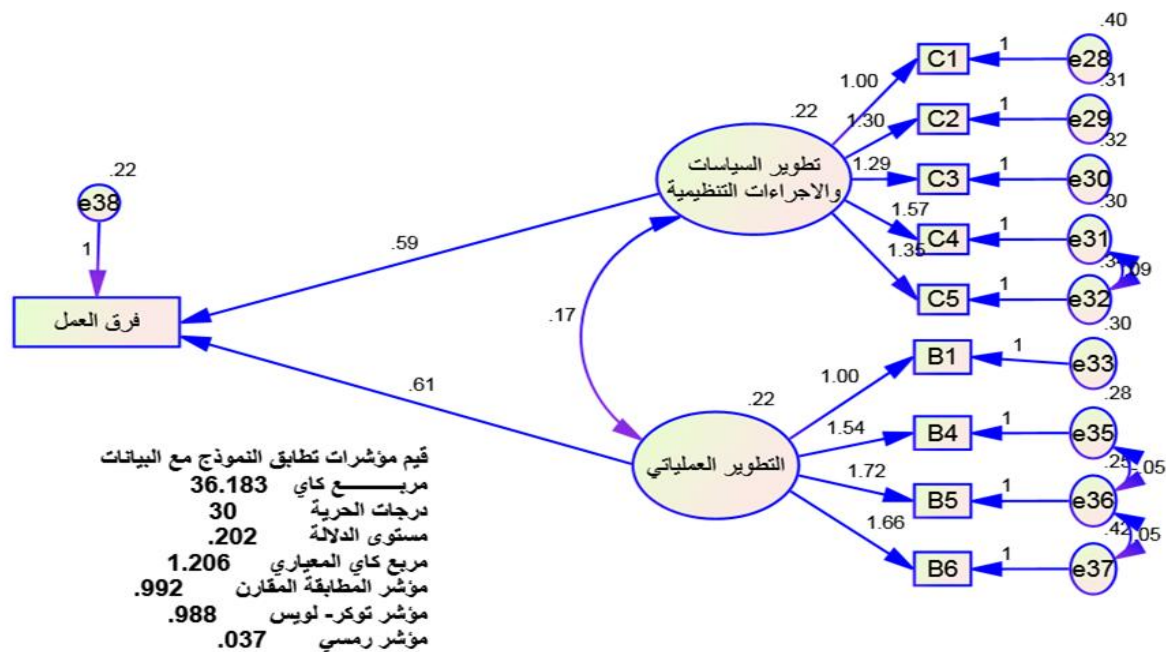 .40
C1
1
e28
1.00
.31
.22
C2
1
e29
1.30
.32
تطوير السياسات
والاجراءات التنظيمية
1.29
C3
1
e30
.30
.22
e38
1.57
C4
1
e31
1
.59
1.35
.09
C5
1
e32
.30
فرق العمل
.17
B1
1
e33
1.00
.28
.61
.22
1.54
B4
1
e35
.25
.05
التطوير العملياتي
1.72
B5
1
e36
1.66
.42
.05
B6
1
e37
قيم مؤشرات تطابق النموذج مع البيانات
مربـــــــع كاي 36.183
درجات الحرية 30
مستوى الدلالة .202
مربع كاي المعياري 1.206
مؤشر المطابقة المقارن .992
مؤشر توكر- لويس .988
مؤشر رمسي .037